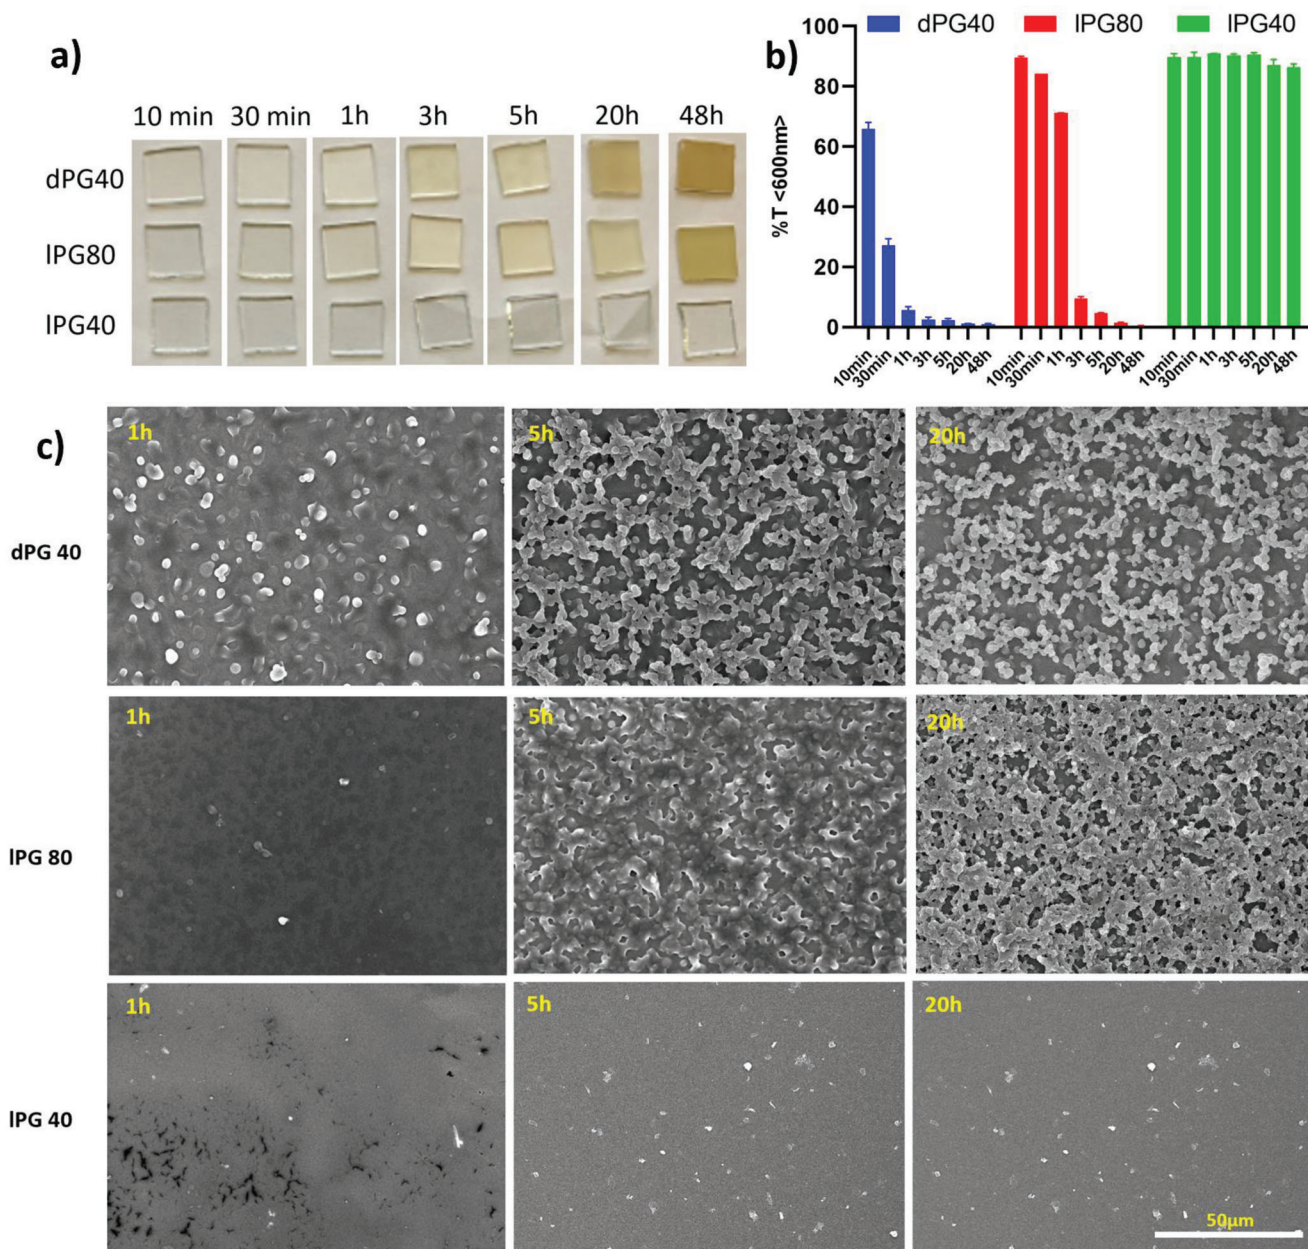 a)
10 min 30 min 1h 3h 5h 20h 48h
dPG40
lPG80
lPG40
b)
dPG40 lPG80 lPG40
%T <600nm>
100
80
60
40
20
0
10min 30min 1h 3h 5h 20h 48h 10min 30min 1h 3h 5h 20h 48h 10min 30min 1h 3h 5h 20h 48h
c)
1h 5h 20h
dPG 40
1h 5h 20h
lPG 80
1h 5h 20h
lPG 40
50µm